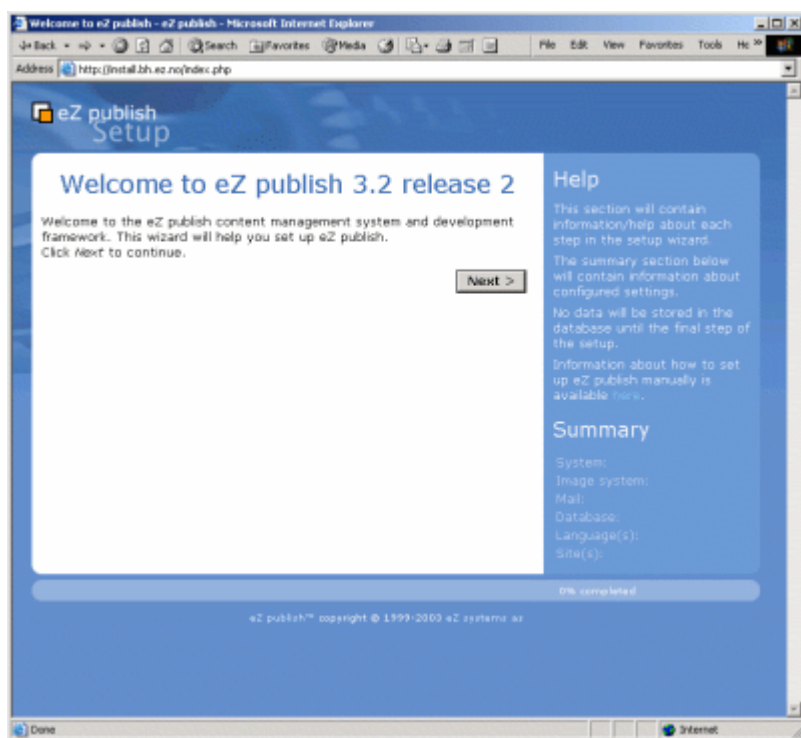 Welcome to eZ publish - eZ publish - Microsoft Internet Explorer
Back Search Favorites Media File Edit View Favorites Tools He »
Address http://install.bh.ez.no/index.php
eZ publish
Setup
Welcome to eZ publish 3.2 release 2
Welcome to the eZ publish content management system and development
framework. This wizard will help you set up eZ publish.
Click Next to continue.
Next >
Help
This section will contain
information/help about each
step in the setup wizard.
The summary section below
will contain information about
configured settings.
No data will be stored in the
database until the final step of
the setup.
Information about how to set
up eZ publish manually is
available here.
Summary
System:
Image system:
Mail:
Database:
Language(s):
Site(s):
0% completed
eZ publish™ copyright © 1999-2003 eZ systems as
Done
Internet